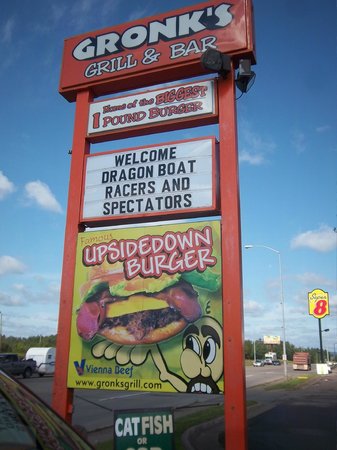 GRONK'S
GRILL & BAR
Home of the BIGGEST
1 POUND BURGER
WELCOME
DRAGON BOAT
RACERS AND
SPECTATORS
Famous
UPSIDEDOWN
BURGER
Vienna Beef
www.gronksgrill.com
Super
8
CATFISH
OR
COD